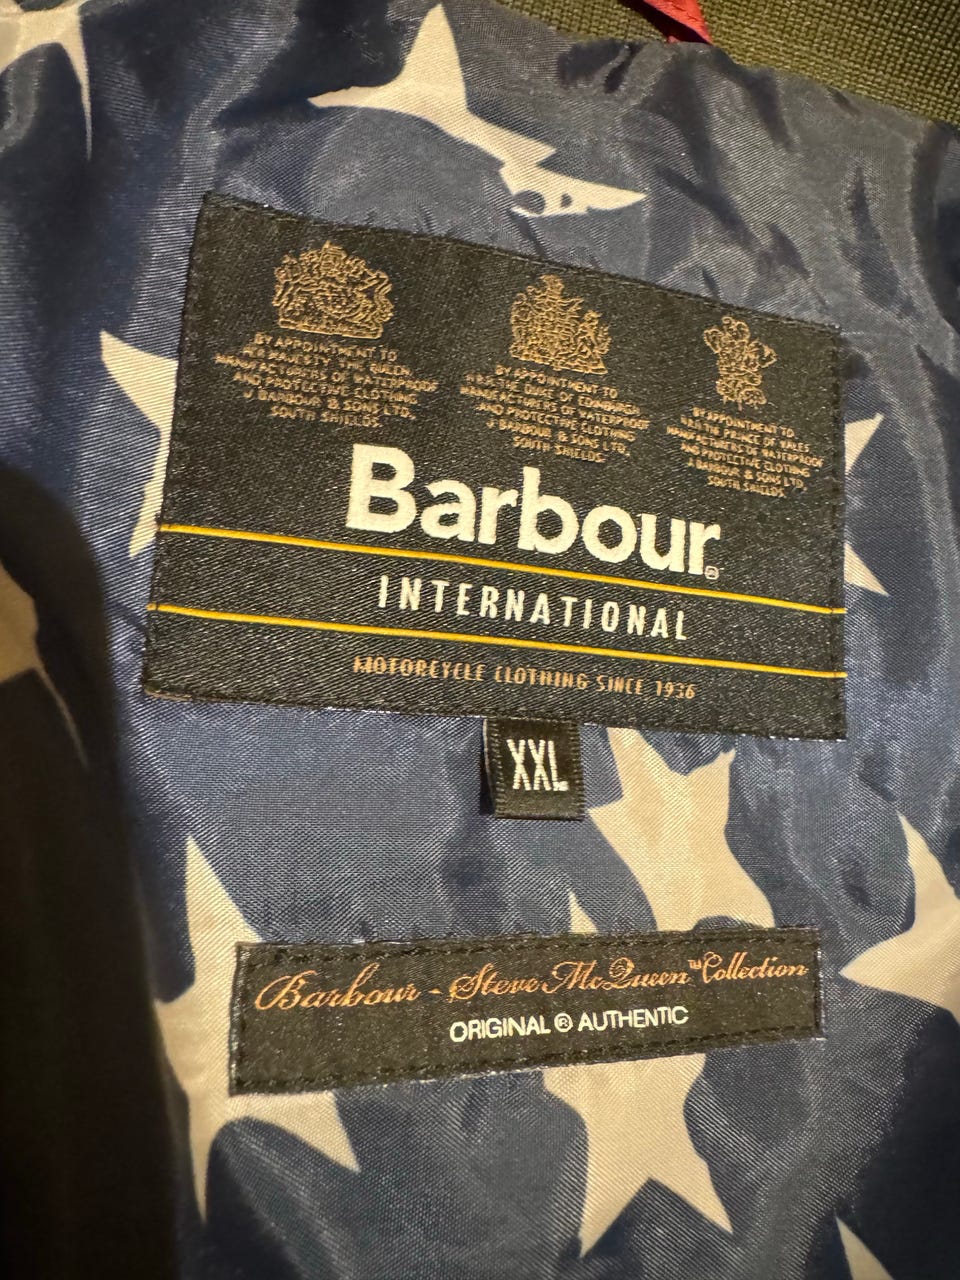 BY APPOINTMENT TO
HER MAJESTY THE QUEEN
MANUFACTURERS OF WATERPROOF
AND PROTECTIVE CLOTHING
J BARBOUR & SONS LTD,
SOUTH SHIELDS.
BY APPOINTMENT TO
H.R.H. THE DUKE OF EDINBURGH
MANUFACTURERS OF WATERPROOF
AND PROTECTIVE CLOTHING
J BARBOUR & SONS LTD,
SOUTH SHIELDS.
BY APPOINTMENT TO
H.R.H. THE PRINCE OF WALES
MANUFACTURERS OF WATERPROOF
AND PROTECTIVE CLOTHING
J BARBOUR & SONS LTD,
SOUTH SHIELDS.
Barbour®
INTERNATIONAL
MOTORCYCLE CLOTHING SINCE 1936
XXL
Barbour - Steve McQueen™ Collection
ORIGINAL ® AUTHENTIC